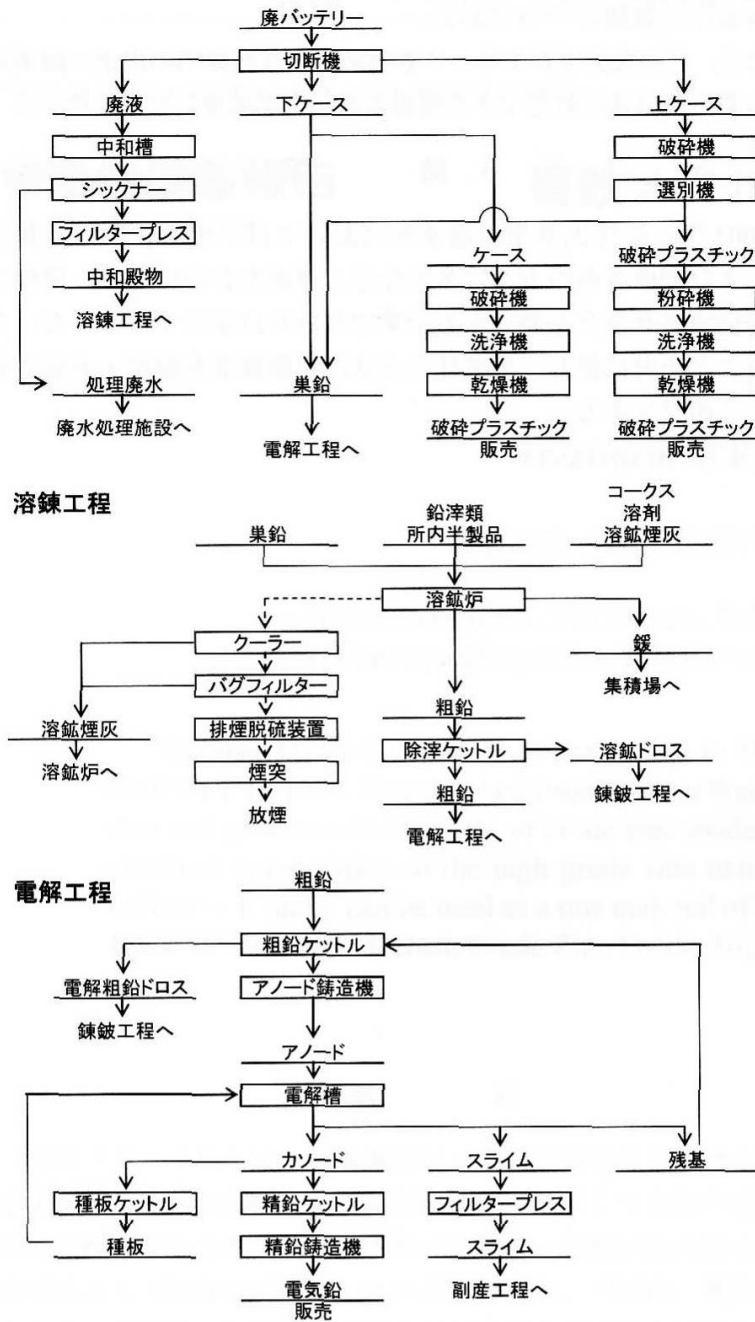 廃バッテリー
切断機
廃液 下ケース 上ケース
中和槽 破砕機
シックナー 選別機
フィルタープレス
ケース 破砕プラスチック
中和殿物 破砕機 粉砕機
溶錬工程へ
洗浄機 洗浄機
処理廃水 巣鉛 乾燥機 乾燥機
廃水処理施設へ 電解工程へ 破砕プラスチック 破砕プラスチック
販売 販売
溶錬工程
コークス
鉛滓類 溶剤
巣鉛 所内半製品 溶鉱煙灰
溶鉱炉
クーラー 鍰
バグフィルター 集積場へ
粗鉛
溶鉱煙灰 排煙脱硫装置 除滓ケットル 溶鉱ドロス
溶鉱炉へ 煙突 粗鉛 錬鈹工程へ
放煙 電解工程へ
電解工程
粗鉛
粗鉛ケットル
電解粗鉛ドロス アノード鋳造機
錬鈹工程へ
アノード
電解槽
カソード スライム 残基
種板ケットル 精鉛ケットル フィルタープレス
種板 精鉛鋳造機 スライム
電気鉛 副産工程へ
販売